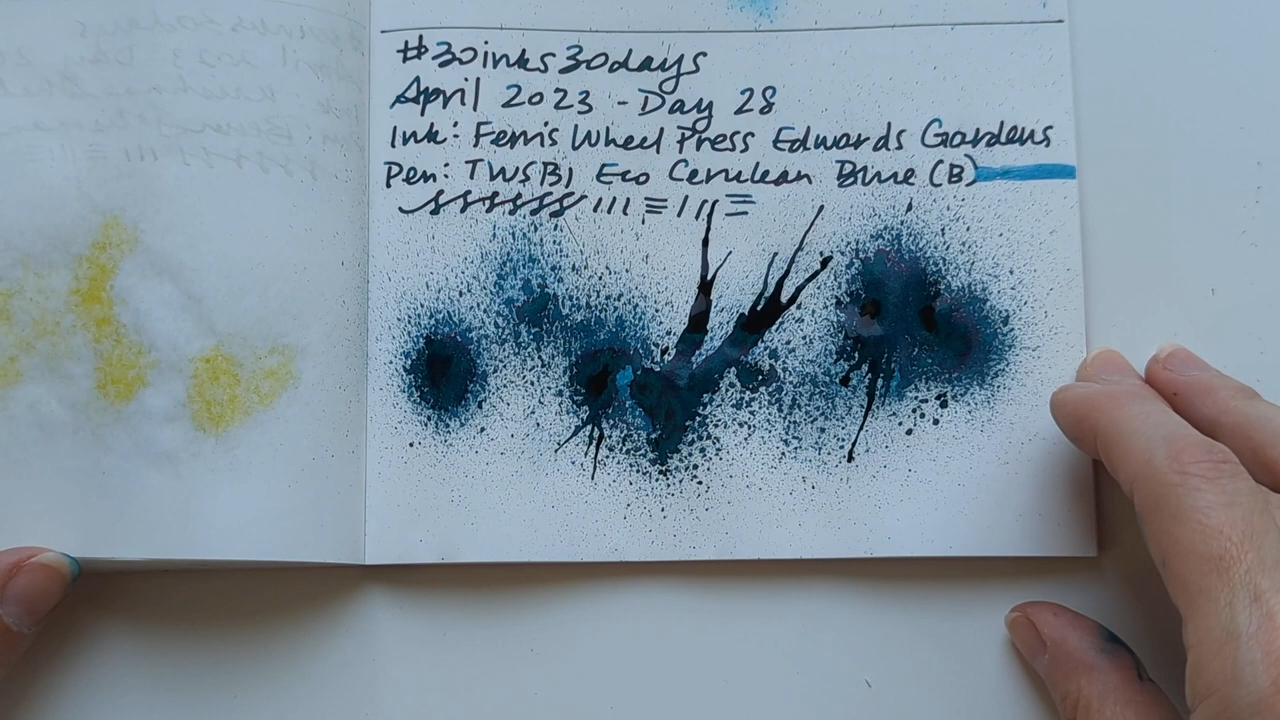 #30inks30days
April 2023 - Day 28
Ink: Ferris Wheel Press Edwards Gardens
Pen: TWSBI Eco Cerulean Blue (B)